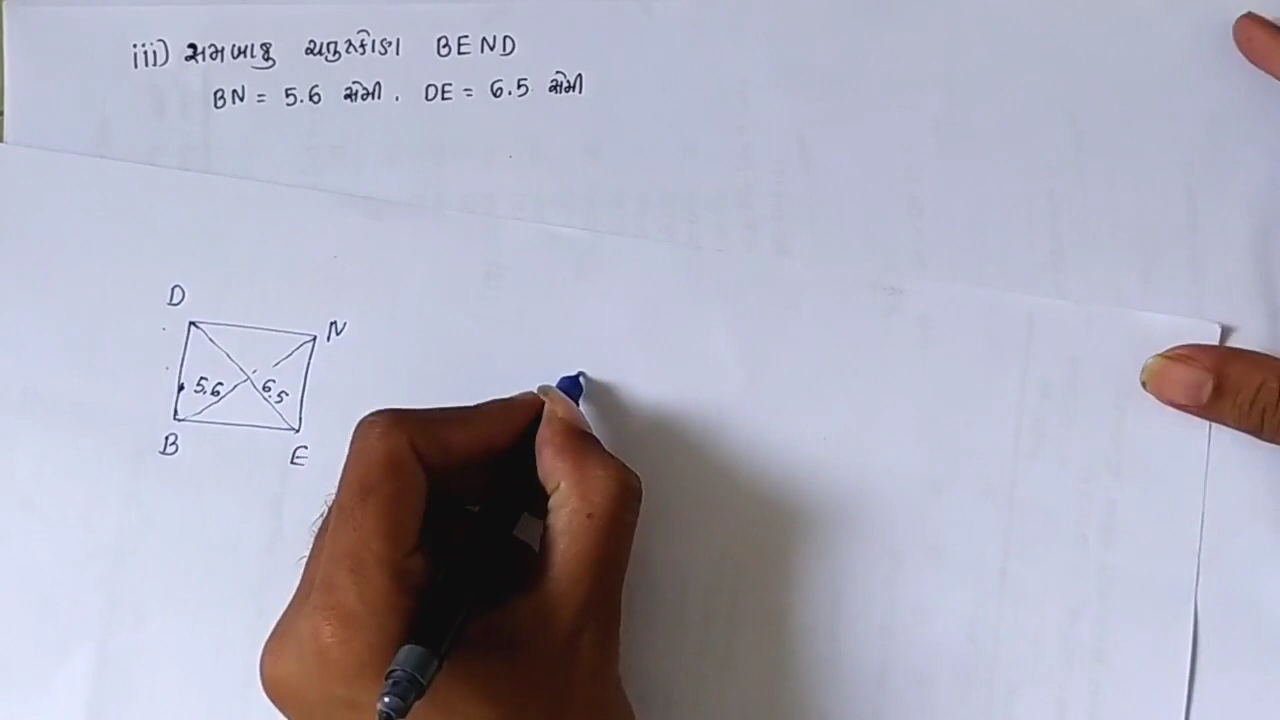 iii) સમબાજુ ચતુષ્કોણ BEND
BN = 5.6 સેમી. DE = 6.5 સેમી
D
N
5.6 6.5
B
E